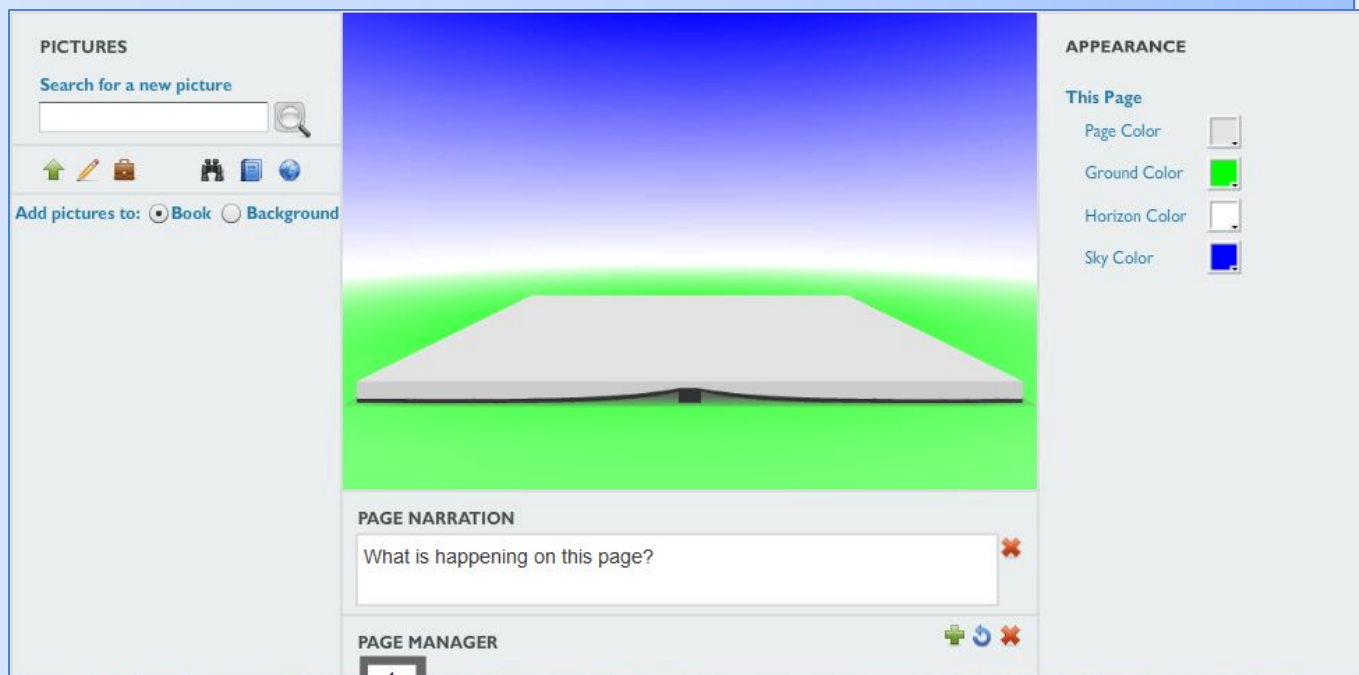 PICTURES
Search for a new picture
Add pictures to: Book Background
PAGE NARRATION
What is happening on this page?
PAGE MANAGER
APPEARANCE
This Page
Page Color
Ground Color
Horizon Color
Sky Color